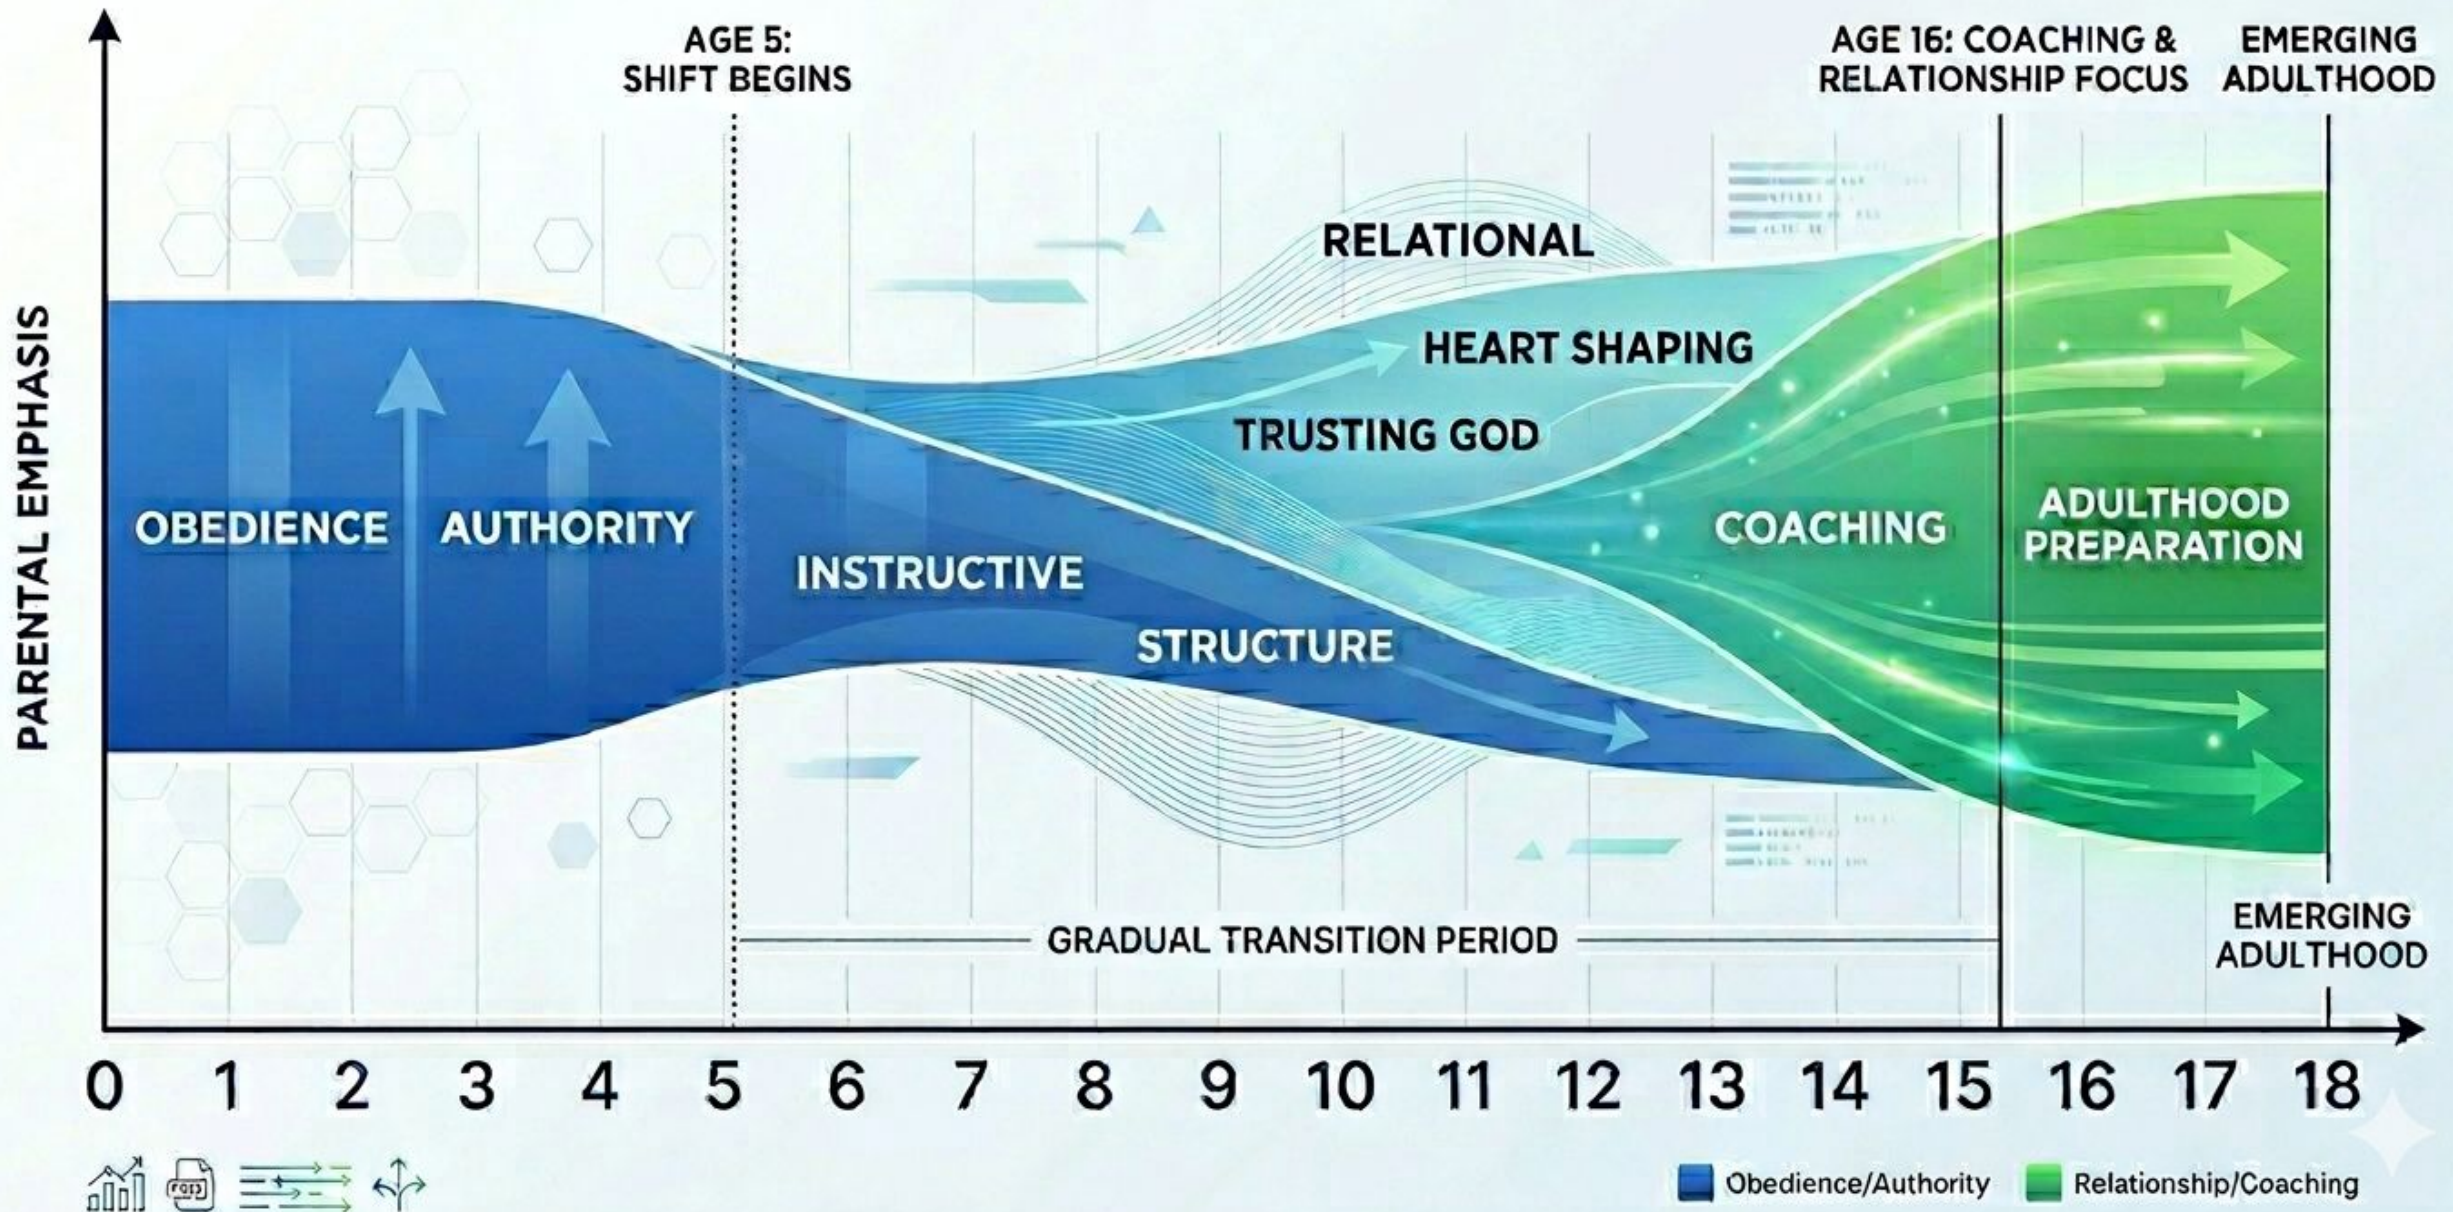 AGE 5:
SHIFT BEGINS
AGE 16: COACHING &
RELATIONSHIP FOCUS
EMERGING
ADULTHOOD
PARENTAL EMPHASIS
RELATIONAL
HEART SHAPING
TRUSTING GOD
OBEDIENCE
AUTHORITY
INSTRUCTIVE
STRUCTURE
COACHING
ADULTHOOD
PREPARATION
GRADUAL TRANSITION PERIOD
EMERGING
ADULTHOOD
0 1 2 3 4 5 6 7 8 9 10 11 12 13 14 15 16 17 18
Obedience/Authority
Relationship/Coaching